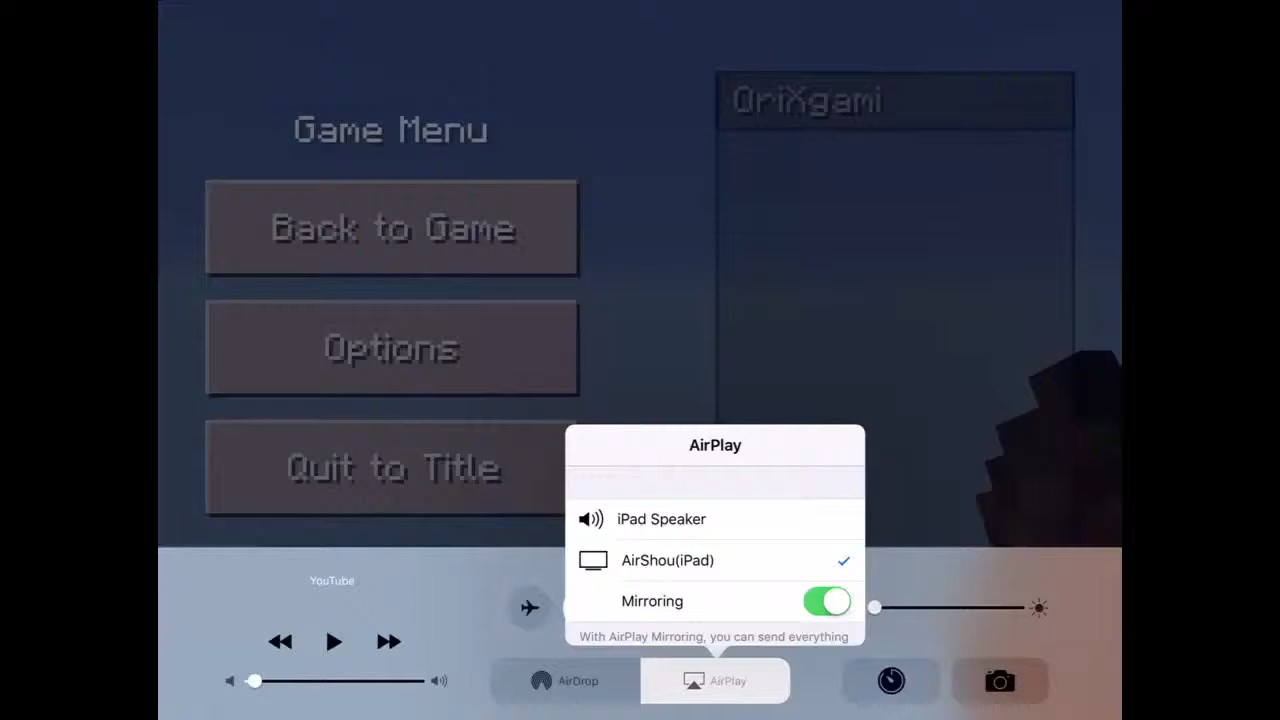 OriXgami
Game Menu
Back to Game
Options
Quit to Title
AirPlay
iPad Speaker
AirShou(iPad)
Mirroring
With AirPlay Mirroring, you can send everything
YouTube
AirDrop
AirPlay